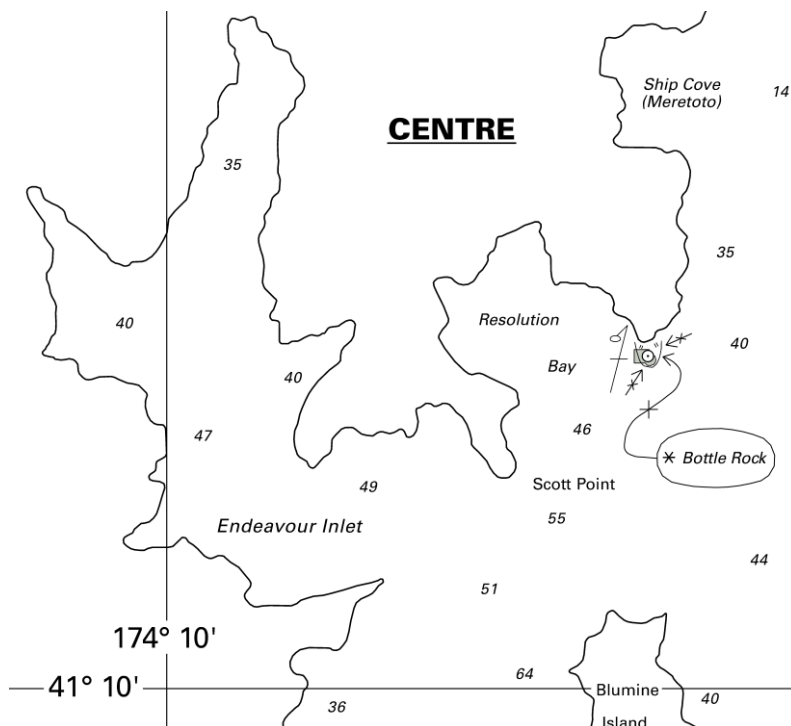 Ship Cove
(Meretoto)
14
CENTRE
35
35
Resolution
40
40
40
Bay
46
47
* Bottle Rock
49
Scott Point
55
Endeavour Inlet
44
51
174° 10'
64
41° 10'
Blumine
40
36
Island